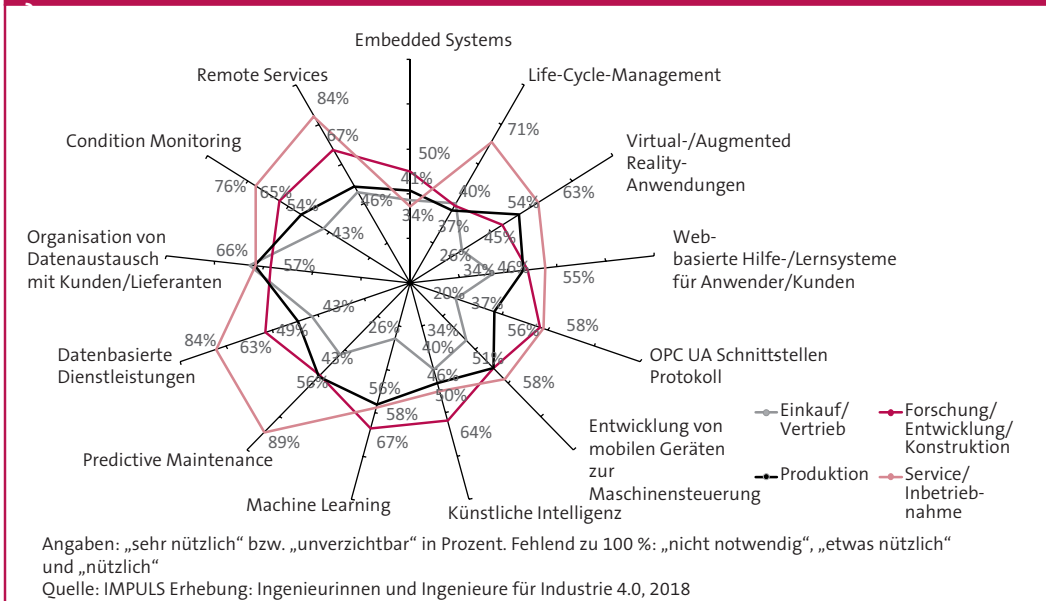 Embedded Systems
Remote Services
Life-Cycle-Management
84%
71%
Condition Monitoring
67%
50%
Virtual-/Augmented
Reality-
Anwendungen
76%
65%
41%
40%
63%
54%
46%
34%
37%
54%
45%
43%
Organisation von
Datenaustausch
mit Kunden/Lieferanten
66%
57%
26%
34%
46%
55%
Web-
basierte Hilfe-/Lernsysteme
für Anwender/Kunden
43%
20%
37%
Datenbasierte
Dienstleistungen
84%
63%
49%
26%
34%
56%
58%
OPC UA Schnittstellen
Protokoll
43%
40%
51%
56%
56%
46%
58%
50%
58%
89%
67%
64%
Predictive Maintenance
Machine Learning
Künstliche Intelligenz
Entwicklung von
mobilen Geräten
zur
Maschinensteuerung
Einkauf/
Vertrieb
Forschung/
Entwicklung/
Konstruktion
Produktion
Service/
Inbetrieb-
nahme
Angaben: „sehr nützlich“ bzw. „unverzichtbar“ in Prozent. Fehlend zu 100 %: „nicht notwendig“, „etwas nützlich“
und „nützlich“
Quelle: IMPULS Erhebung: Ingenieurinnen und Ingenieure für Industrie 4.0, 2018